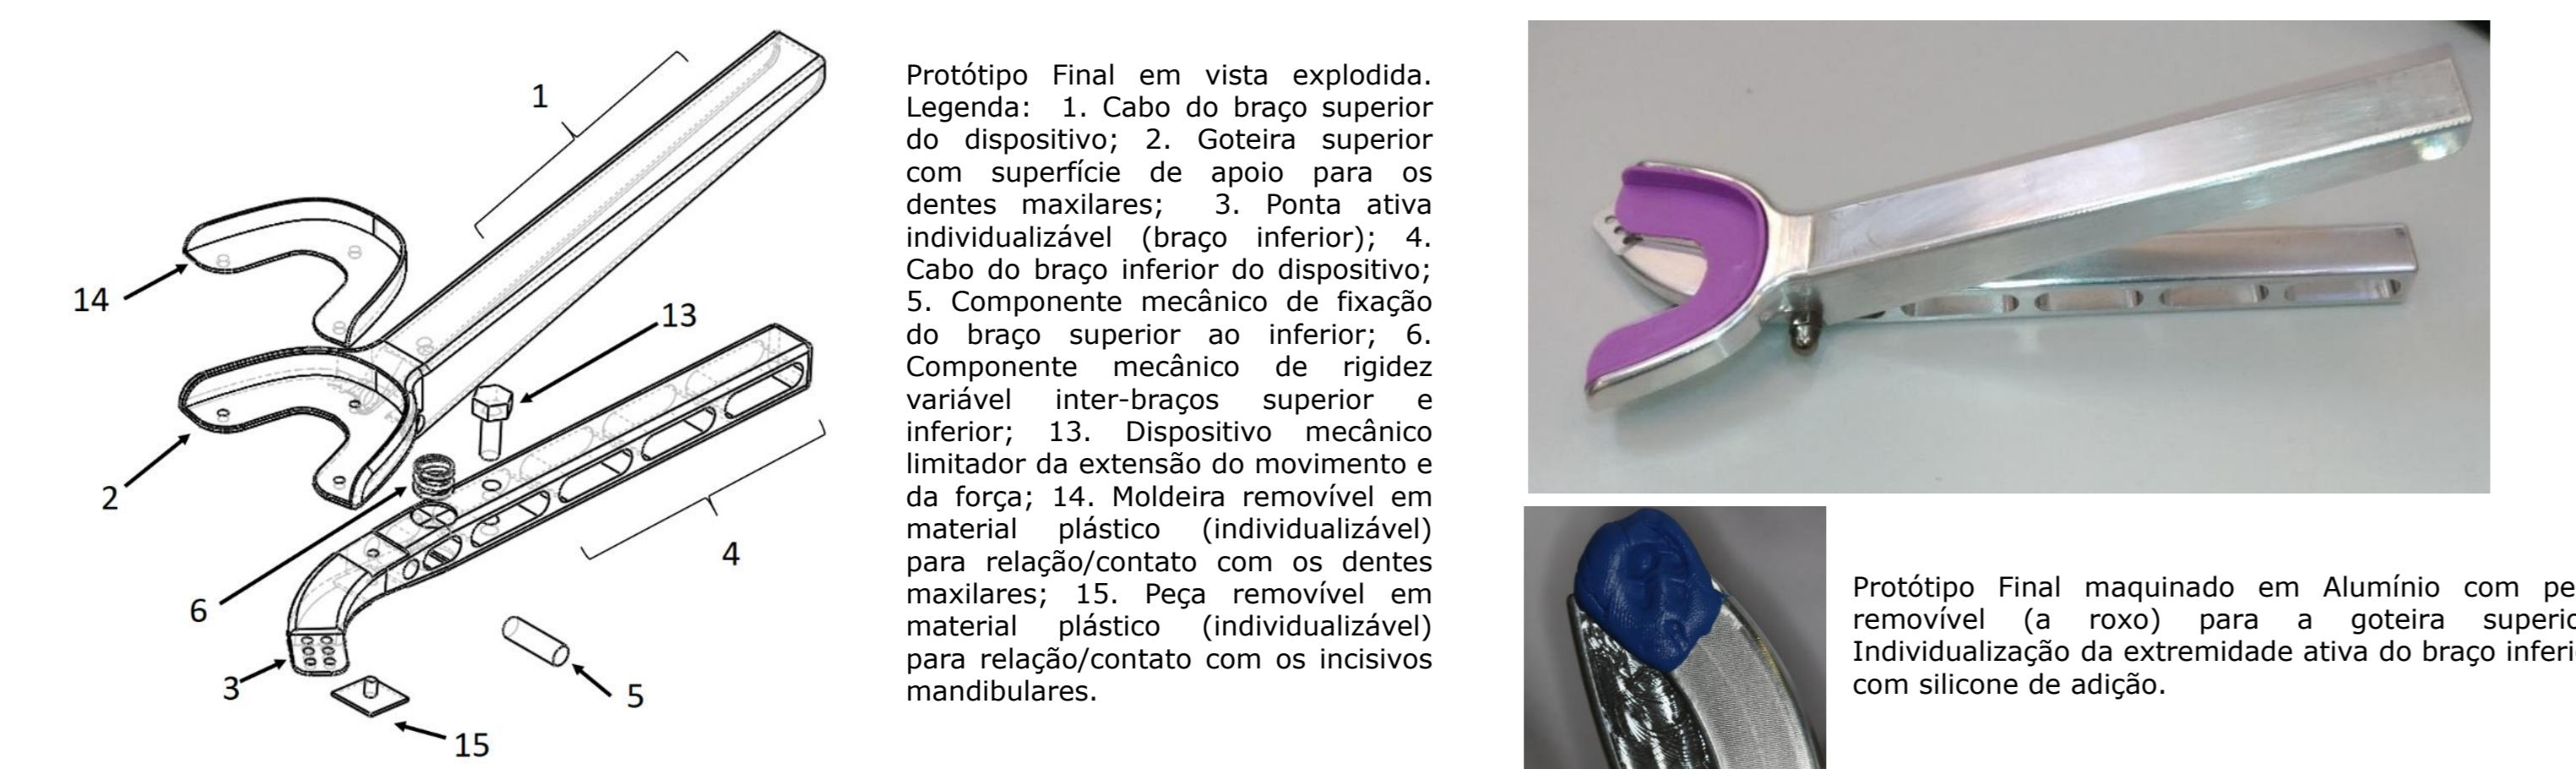 1
14
13
2
6
4
3
5
15
Protótipo Final em vista explodida.
Legenda: 1. Cabo do braço superior
do dispositivo; 2. Goteira superior
com superfície de apoio para os
dentes maxilares; 3. Ponta ativa
individualizável (braço inferior); 4.
Cabo do braço inferior do dispositivo;
5. Componente mecânico de fixação
do braço superior ao inferior; 6.
Componente mecânico de rigidez
variável inter-braços superior e
inferior; 13. Dispositivo mecânico
limitador da extensão do movimento e
da força; 14. Moldeira removível em
material plástico (individualizável)
para relação/contato com os dentes
maxilares; 15. Peça removível em
material plástico (individualizável)
para relação/contato com os incisivos
mandibulares.
Protótipo Final maquinado em Alumínio com
removível (a roxo) para a goteira
Individualização da extremidade ativa do braço
com silicone de adição.